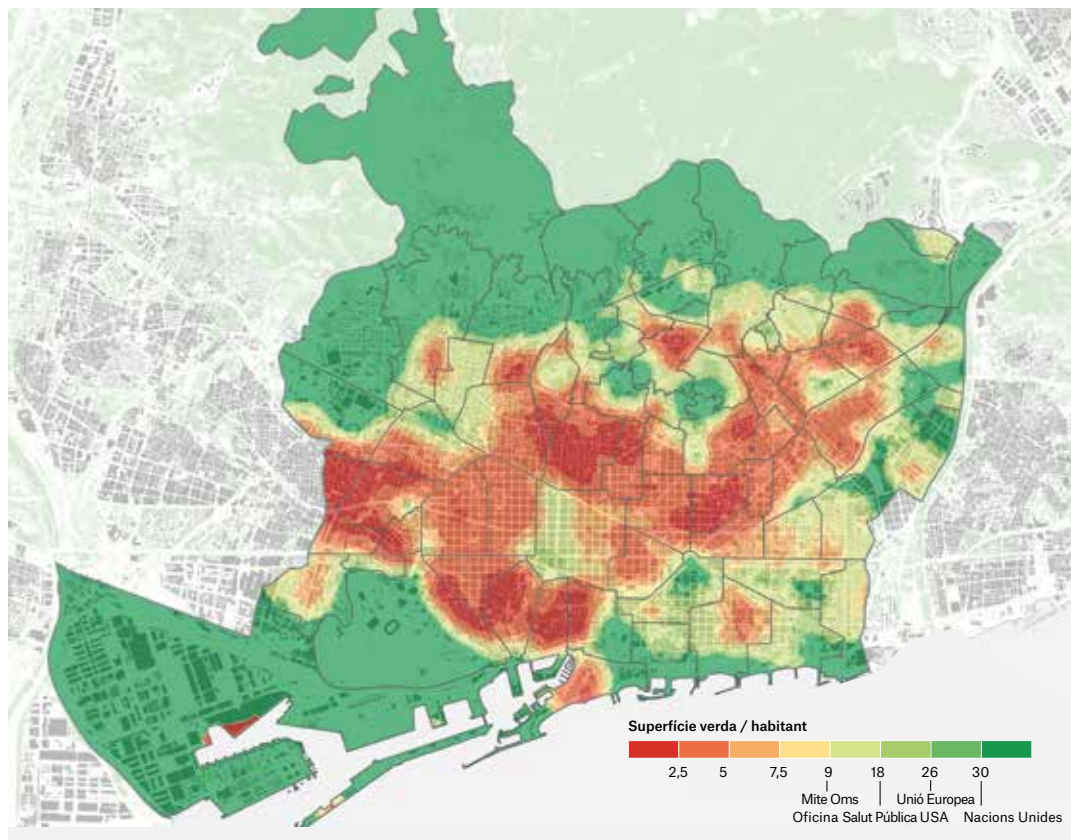 Superfície verda / habitant
2,5 5 7,5 9 18 26 30
Mite Oms Unió Europea
Oficina Salut Pública USA Nacions Unides